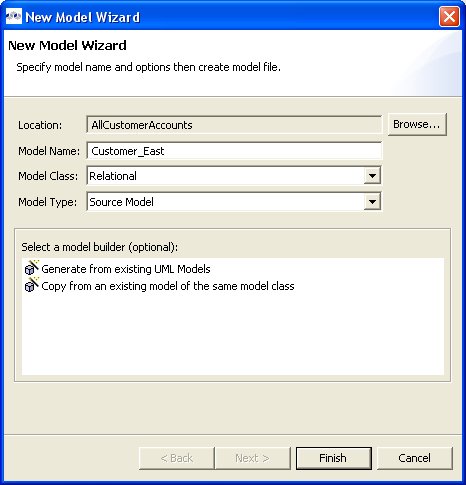 New Model Wizard
New Model Wizard
Specify model name and options then create model file.
Location: AllCustomerAccounts Browse...
Model Name: Customer_East
Model Class: Relational
Model Type: Source Model
Select a model builder (optional):
Generate from existing UML Models
Copy from an existing model of the same model class
< Back Next > Finish Cancel